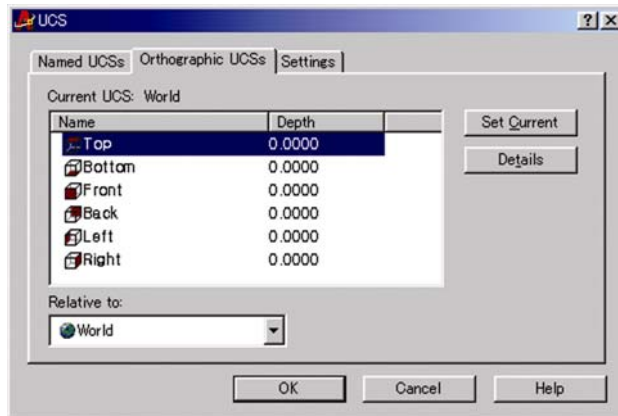 UCS
Named UCSs Orthographic UCSs Settings
Current UCS: World
Name Depth
Top 0.0000
Bottom 0.0000
Front 0.0000
Back 0.0000
Left 0.0000
Right 0.0000
Set Current
Details
Relative to:
World
OK Cancel Help